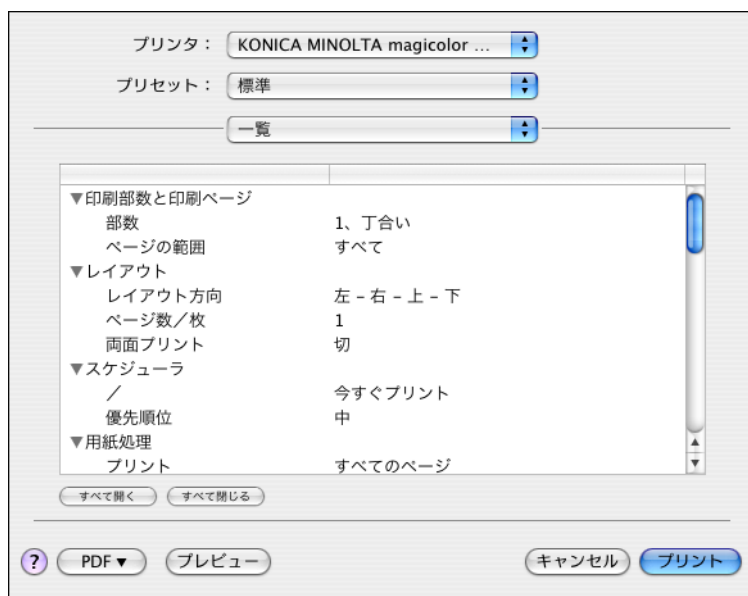 プリンタ： KONICA MINOLTA magicolor ...
プリセット： 標準
一覧
▼印刷部数と印刷ページ
部数 1、丁合い
ページの範囲 すべて
▼レイアウト
レイアウト方向 左 – 右 – 上 – 下
ページ数／枚 1
両面プリント 切
▼スケジューラ
／ 今すぐプリント
優先順位 中
▼用紙処理
プリント すべてのページ
すべて開く すべて閉じる
? PDF ▼ プレビュー キャンセル プリント